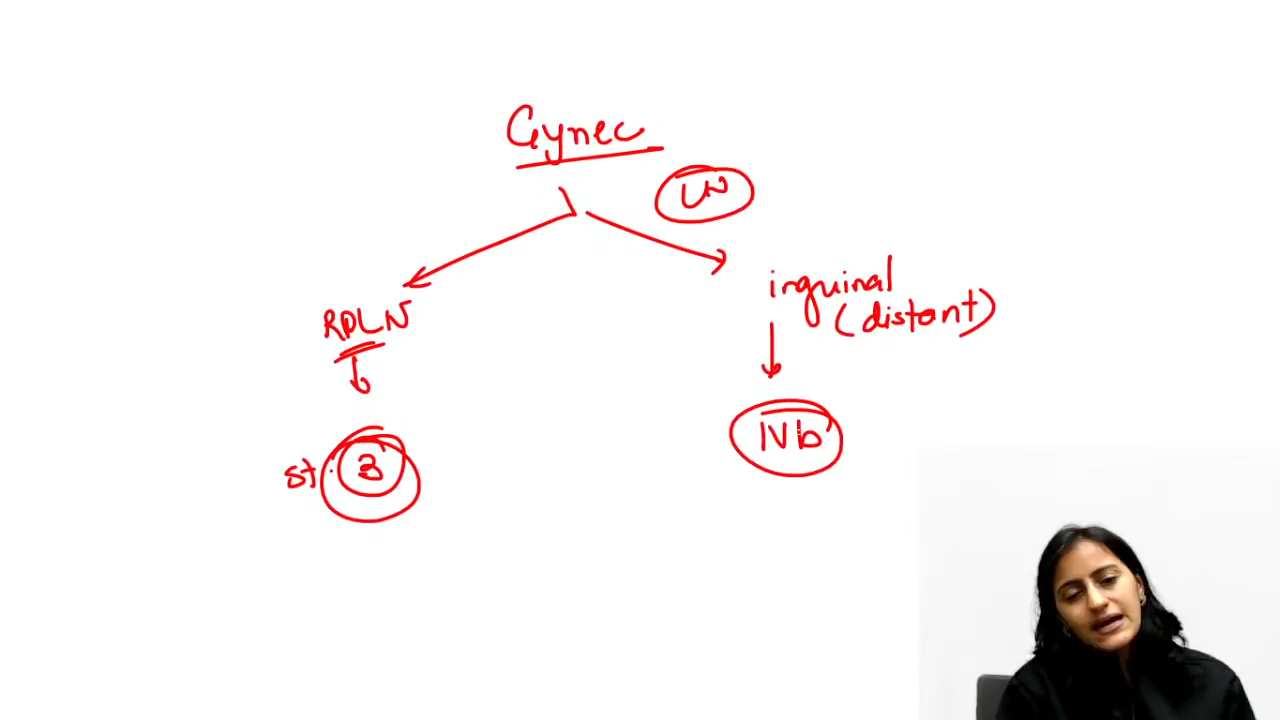 Gynec
LN
inguinal
(distant)
RPLN
IVb
st. 3